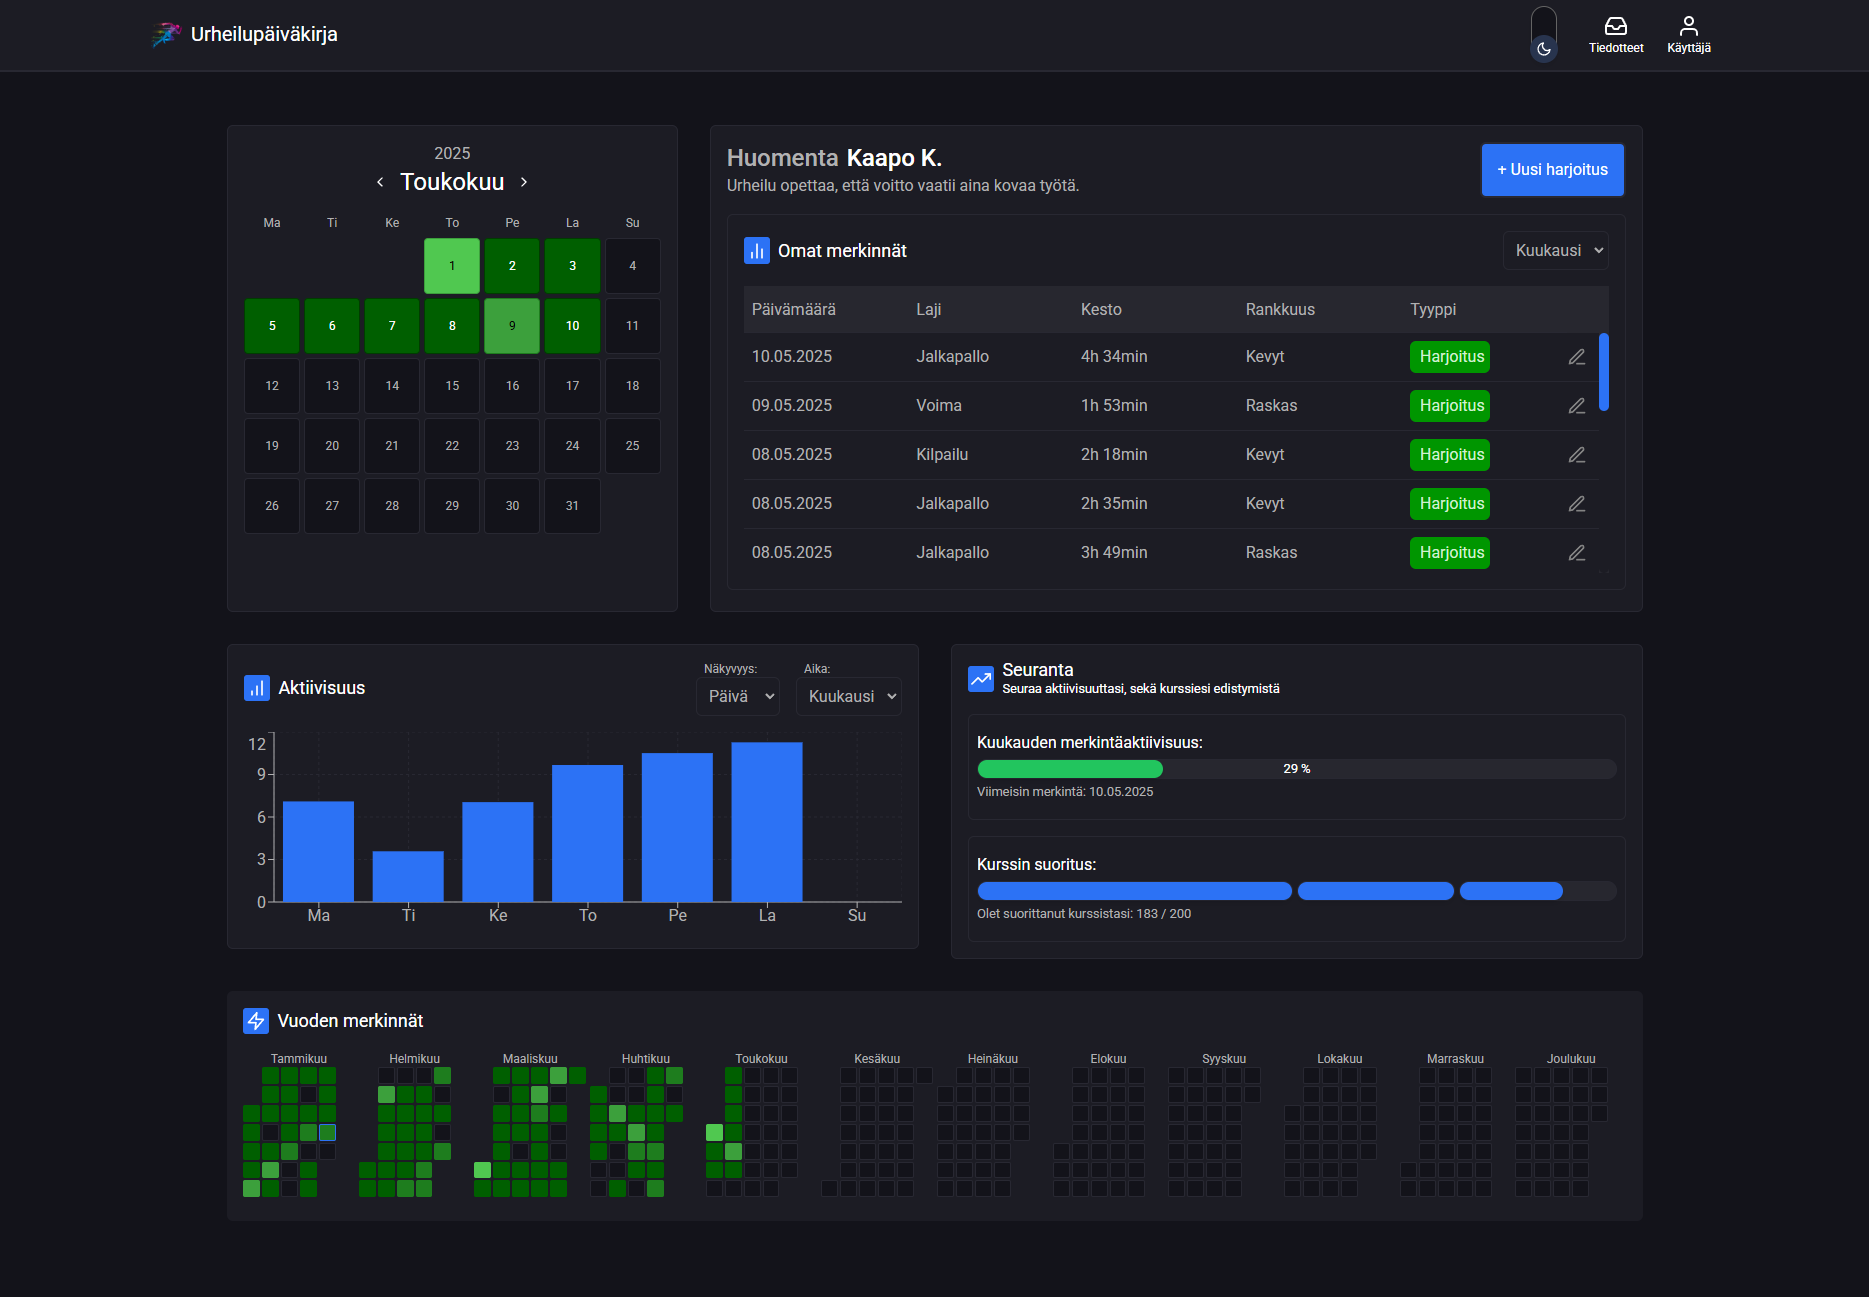 Urheilupäiväkirja
Tiedotteet
Käyttäjä
2025
Toukokuu
Ma Ti Ke To Pe La Su
1 2 3 4
5 6 7 8 9 10 11
12 13 14 15 16 17 18
19 20 21 22 23 24 25
26 27 28 29 30 31
Huomenta Kaapo K.
Urheilu opettaa, että voitto vaatii aina kovaa työtä.
+ Uusi harjoitus
Omat merkinnät
Kuukausi
Päivämäärä Laji Kesto Rankkuus Tyyppi
10.05.2025 Jalkapallo 4h 34min Kevyt Harjoitus
09.05.2025 Voima 1h 53min Raskas Harjoitus
08.05.2025 Kilpailu 2h 18min Kevyt Harjoitus
08.05.2025 Jalkapallo 2h 35min Kevyt Harjoitus
08.05.2025 Jalkapallo 3h 49min Raskas Harjoitus
Aktiivisuus
Näkyvyys:
Päivä
Aika:
Kuukausi
12
9
6
3
0
Ma Ti Ke To Pe La Su
Seuranta
Seuraa aktiivisuuttasi, sekä kurssiesi edistymistä
Kuukauden merkintäaktiivisuus:
29 %
Viimeisin merkintä: 10.05.2025
Kurssin suoritus:
Olet suorittanut kurssistasi: 183 / 200
Vuoden merkinnät
Tammikuu Helmikuu Maaliskuu Huhtikuu Toukokuu Kesäkuu Heinäkuu Elokuu Syyskuu Lokakuu Marraskuu Joulukuu